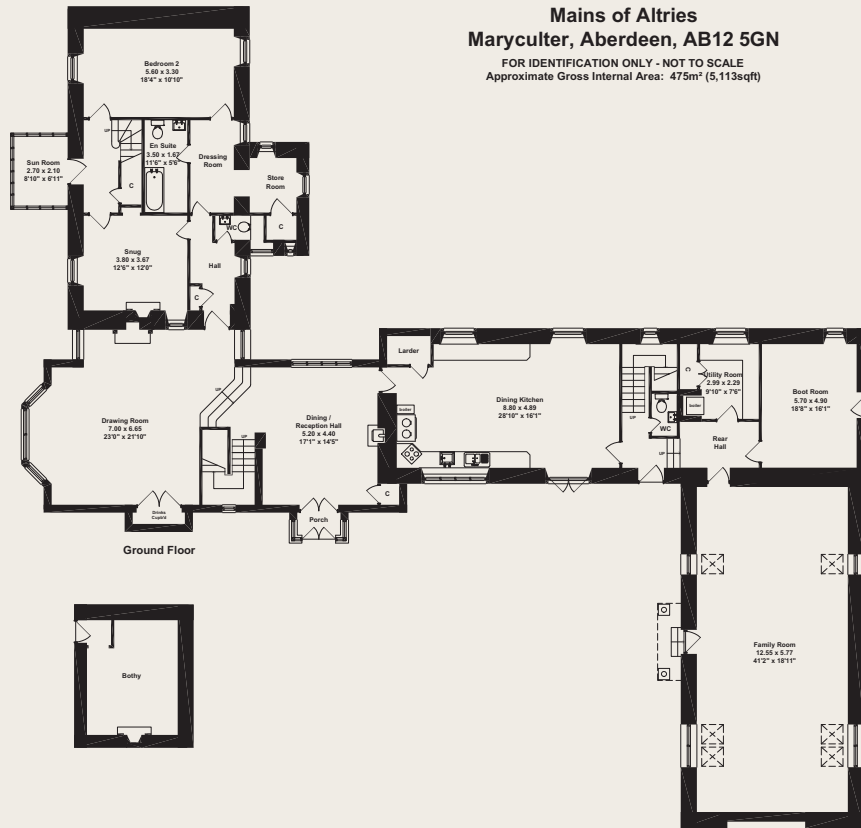 Mains of Altries
Maryculter, Aberdeen, AB12 5GN
FOR IDENTIFICATION ONLY - NOT TO SCALE
Approximate Gross Internal Area: 475m² (5,113sqft)
Bedroom 2
5.60 x 3.30
18'4" x 10'10"
UP
En Suite
3.50 x 1.67
11'6" x 5'6"
Dressing
Room
Sun Room
2.70 x 2.10
8'10" x 6'11"
C
Store
Room
C
WC
Snug
3.80 x 3.67
12'6" x 12'0"
Hall
C
Larder
Drawing Room
7.00 x 6.65
23'0" x 21'10"
UP
UP
Dining /
Reception Hall
5.20 x 4.40
17'1" x 14'5"
boiler
Dining Kitchen
8.80 x 4.89
28'10" x 16'1"
UP
WC
UP
C
Utility Room
2.99 x 2.29
9'10" x 7'6"
boiler
Rear
Hall
Boot Room
5.70 x 4.90
18'8" x 16'1"
Drinks
Cupb'd
C
Porch
Ground Floor
Bothy
Family Room
12.55 x 5.77
41'2" x 18'11"